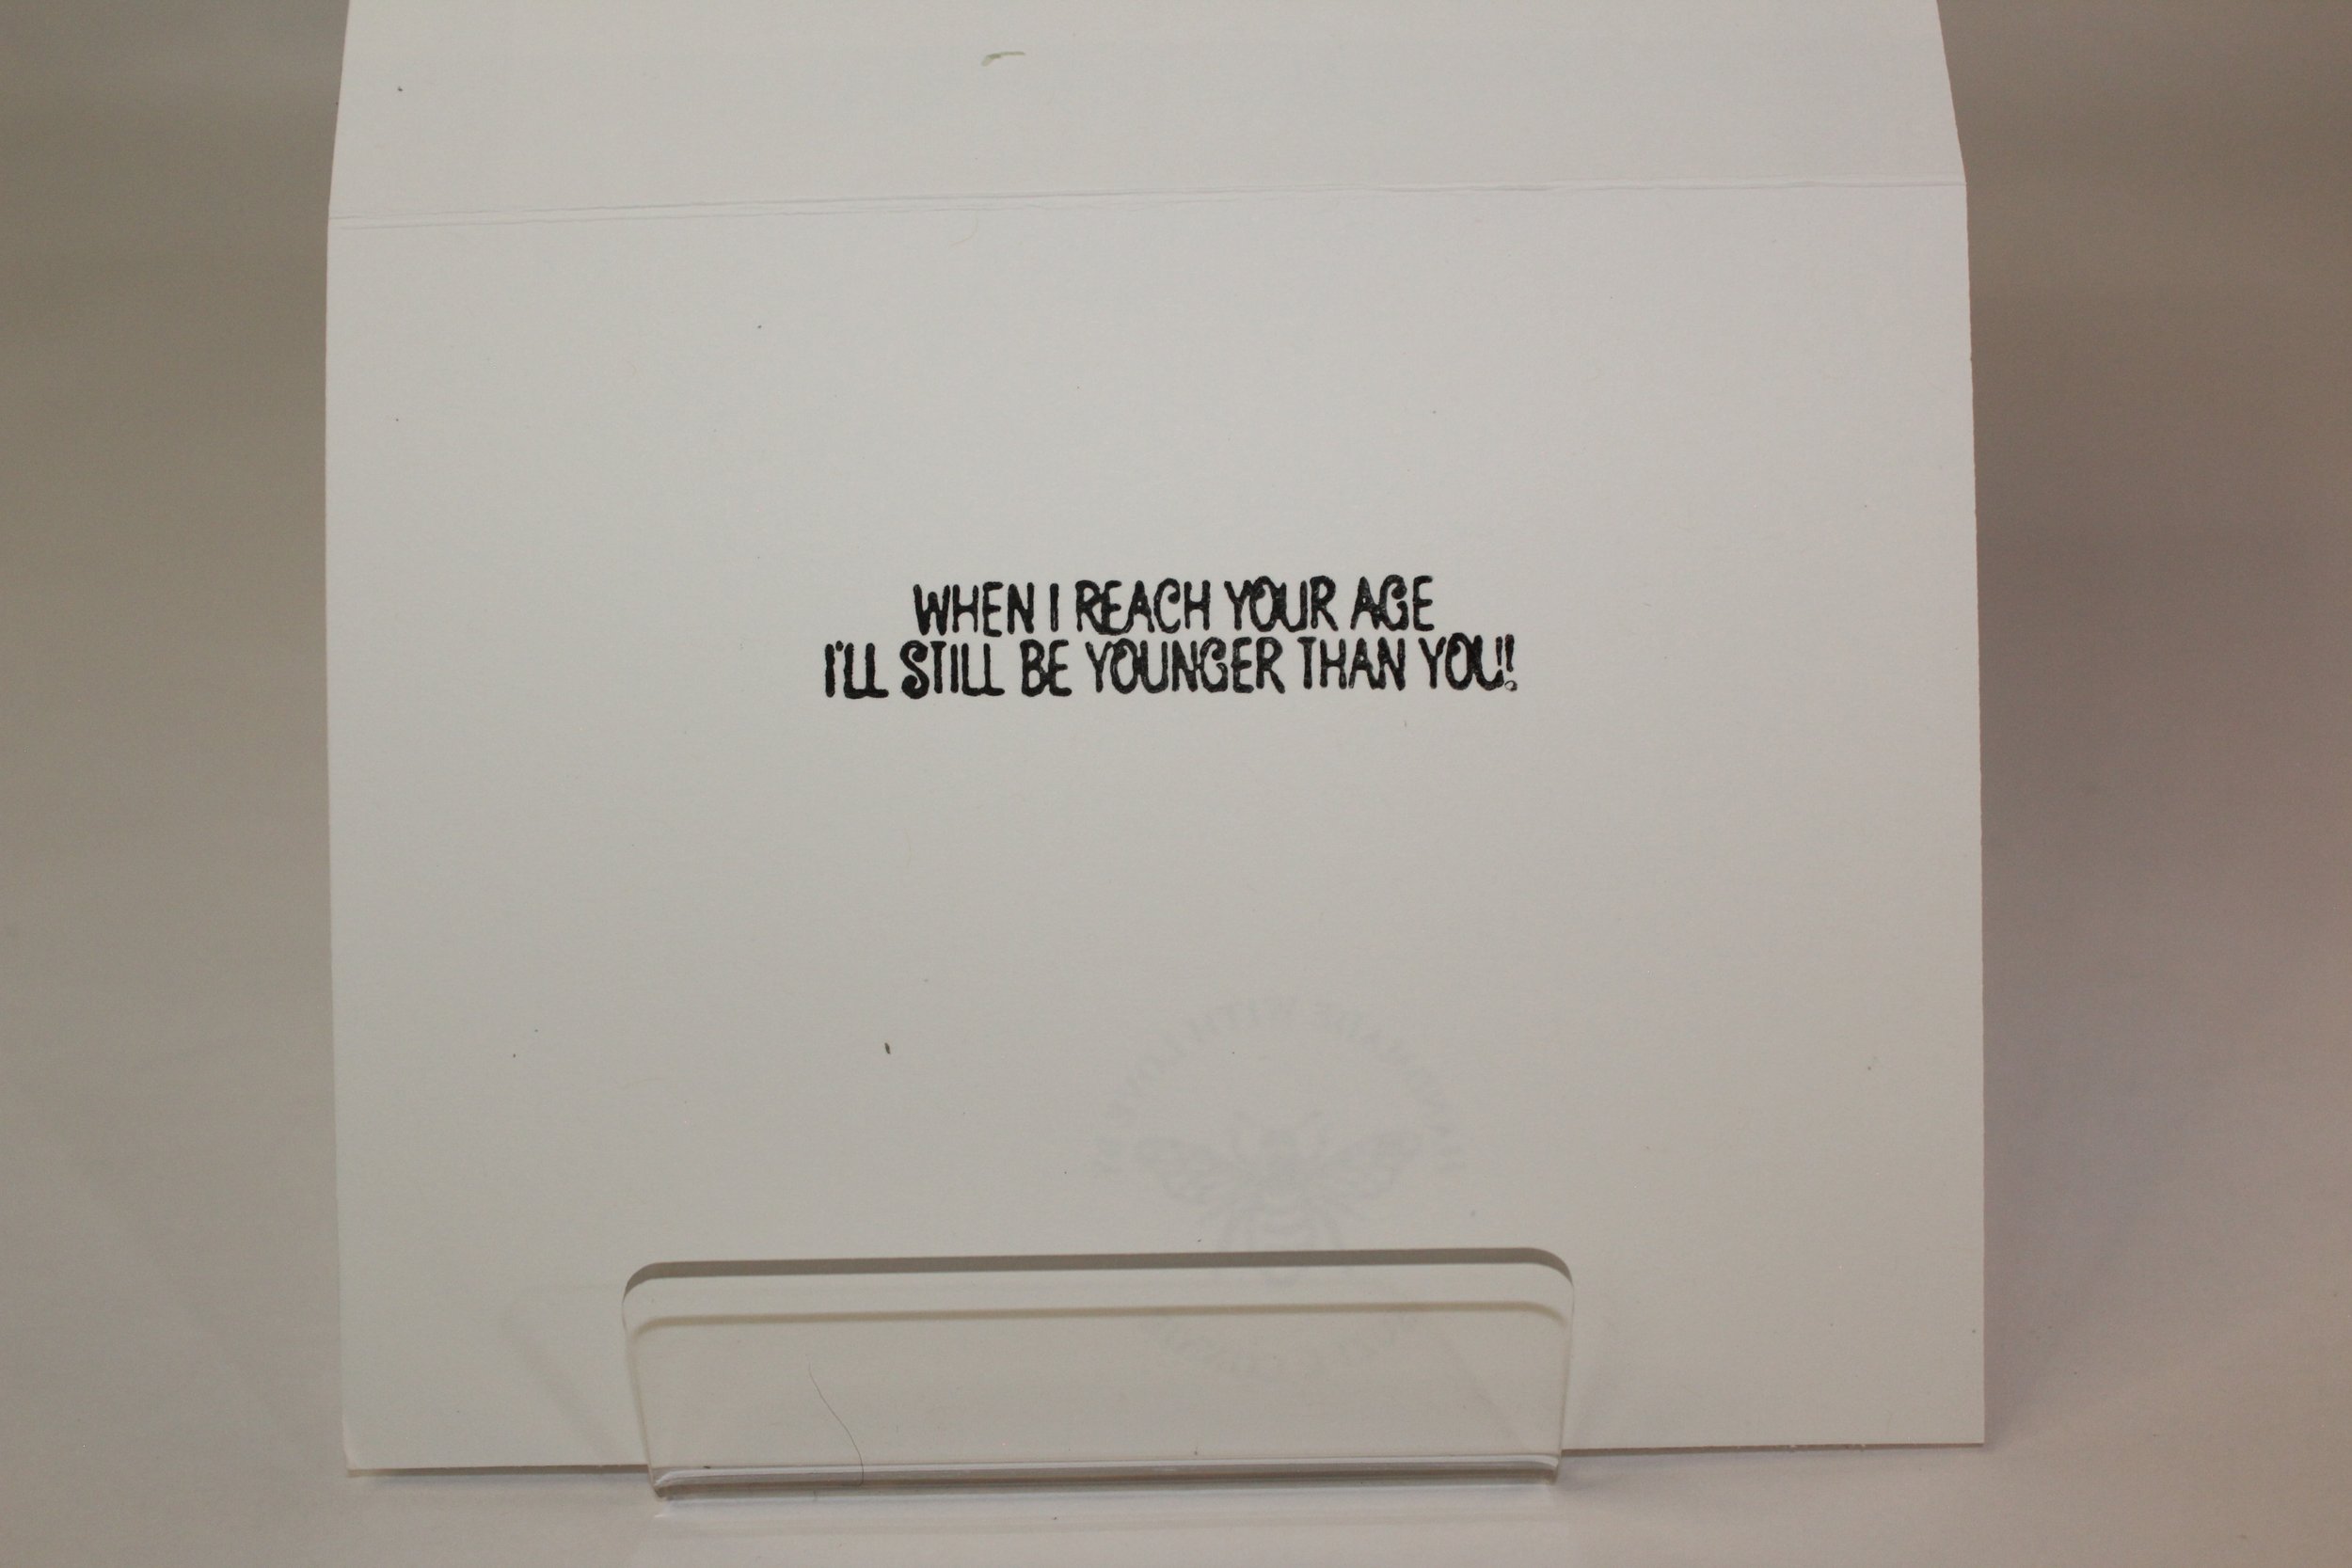 WHEN I REACH YOUR AGE
I'LL STILL BE YOUNGER THAN YOU!!